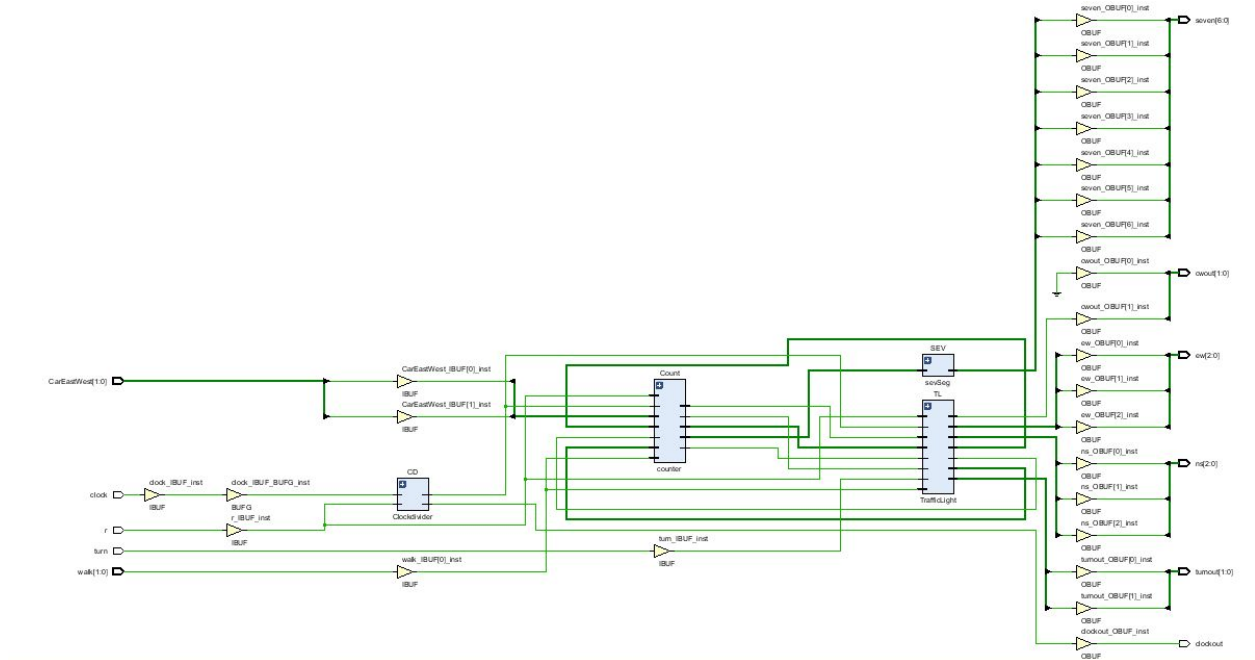 seven_OBUF[0]_inst
seven[6:0]
OBUF
seven_OBUF[1]_inst
OBUF
seven_OBUF[2]_inst
OBUF
seven_OBUF[3]_inst
OBUF
seven_OBUF[4]_inst
OBUF
seven_OBUF[5]_inst
OBUF
seven_OBUF[6]_inst
OBUF
cwout_OBUF[0]_inst
cwout[1:0]
OBUF
cwout_OBUF[1]_inst
OBUF
ew_OBUF[0]_inst
ew[2:0]
OBUF
ew_OBUF[1]_inst
OBUF
ew_OBUF[2]_inst
OBUF
SEV
sevSeg
CarEastWest[1:0]
CarEastWest_IBUF[0]_inst
IBUF
CarEastWest_IBUF[1]_inst
IBUF
Count
counter
TL
TrafficLight
ns_OBUF[0]_inst
ns[2:0]
OBUF
ns_OBUF[1]_inst
OBUF
ns_OBUF[2]_inst
OBUF
CD
Clockdivider
clock
clock_IBUF_inst
IBUF
clock_IBUF_BUFG_inst
BUFG
r
r_IBUF_inst
IBUF
turn
turn_IBUF_inst
IBUF
walk[1:0]
walk_IBUF[0]_inst
IBUF
turnout_OBUF[0]_inst
turnout[1:0]
OBUF
turnout_OBUF[1]_inst
OBUF
clockout_OBUF_inst
clockout
OBUF